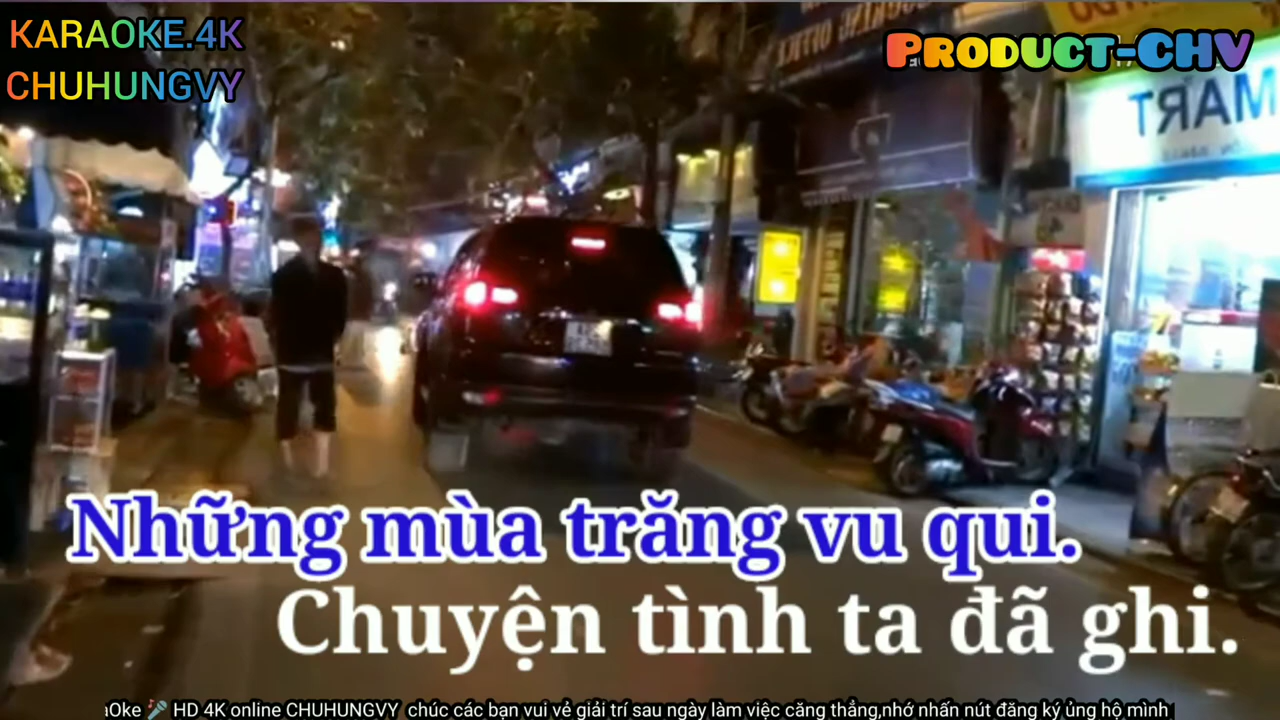 KARAOKE.4K
CHUHUNGVY
PRODUCT-CHV
BOOKING OFFICE
MART
Những mùa trăng vu qui.
Chuyện tình ta đã ghi.
aOke 🎤 HD 4K online CHUHUNGVY chúc các bạn vui vẻ giải trí sau ngày làm việc căng thẳng,nhớ nhấn nút đăng ký ủng hộ mình